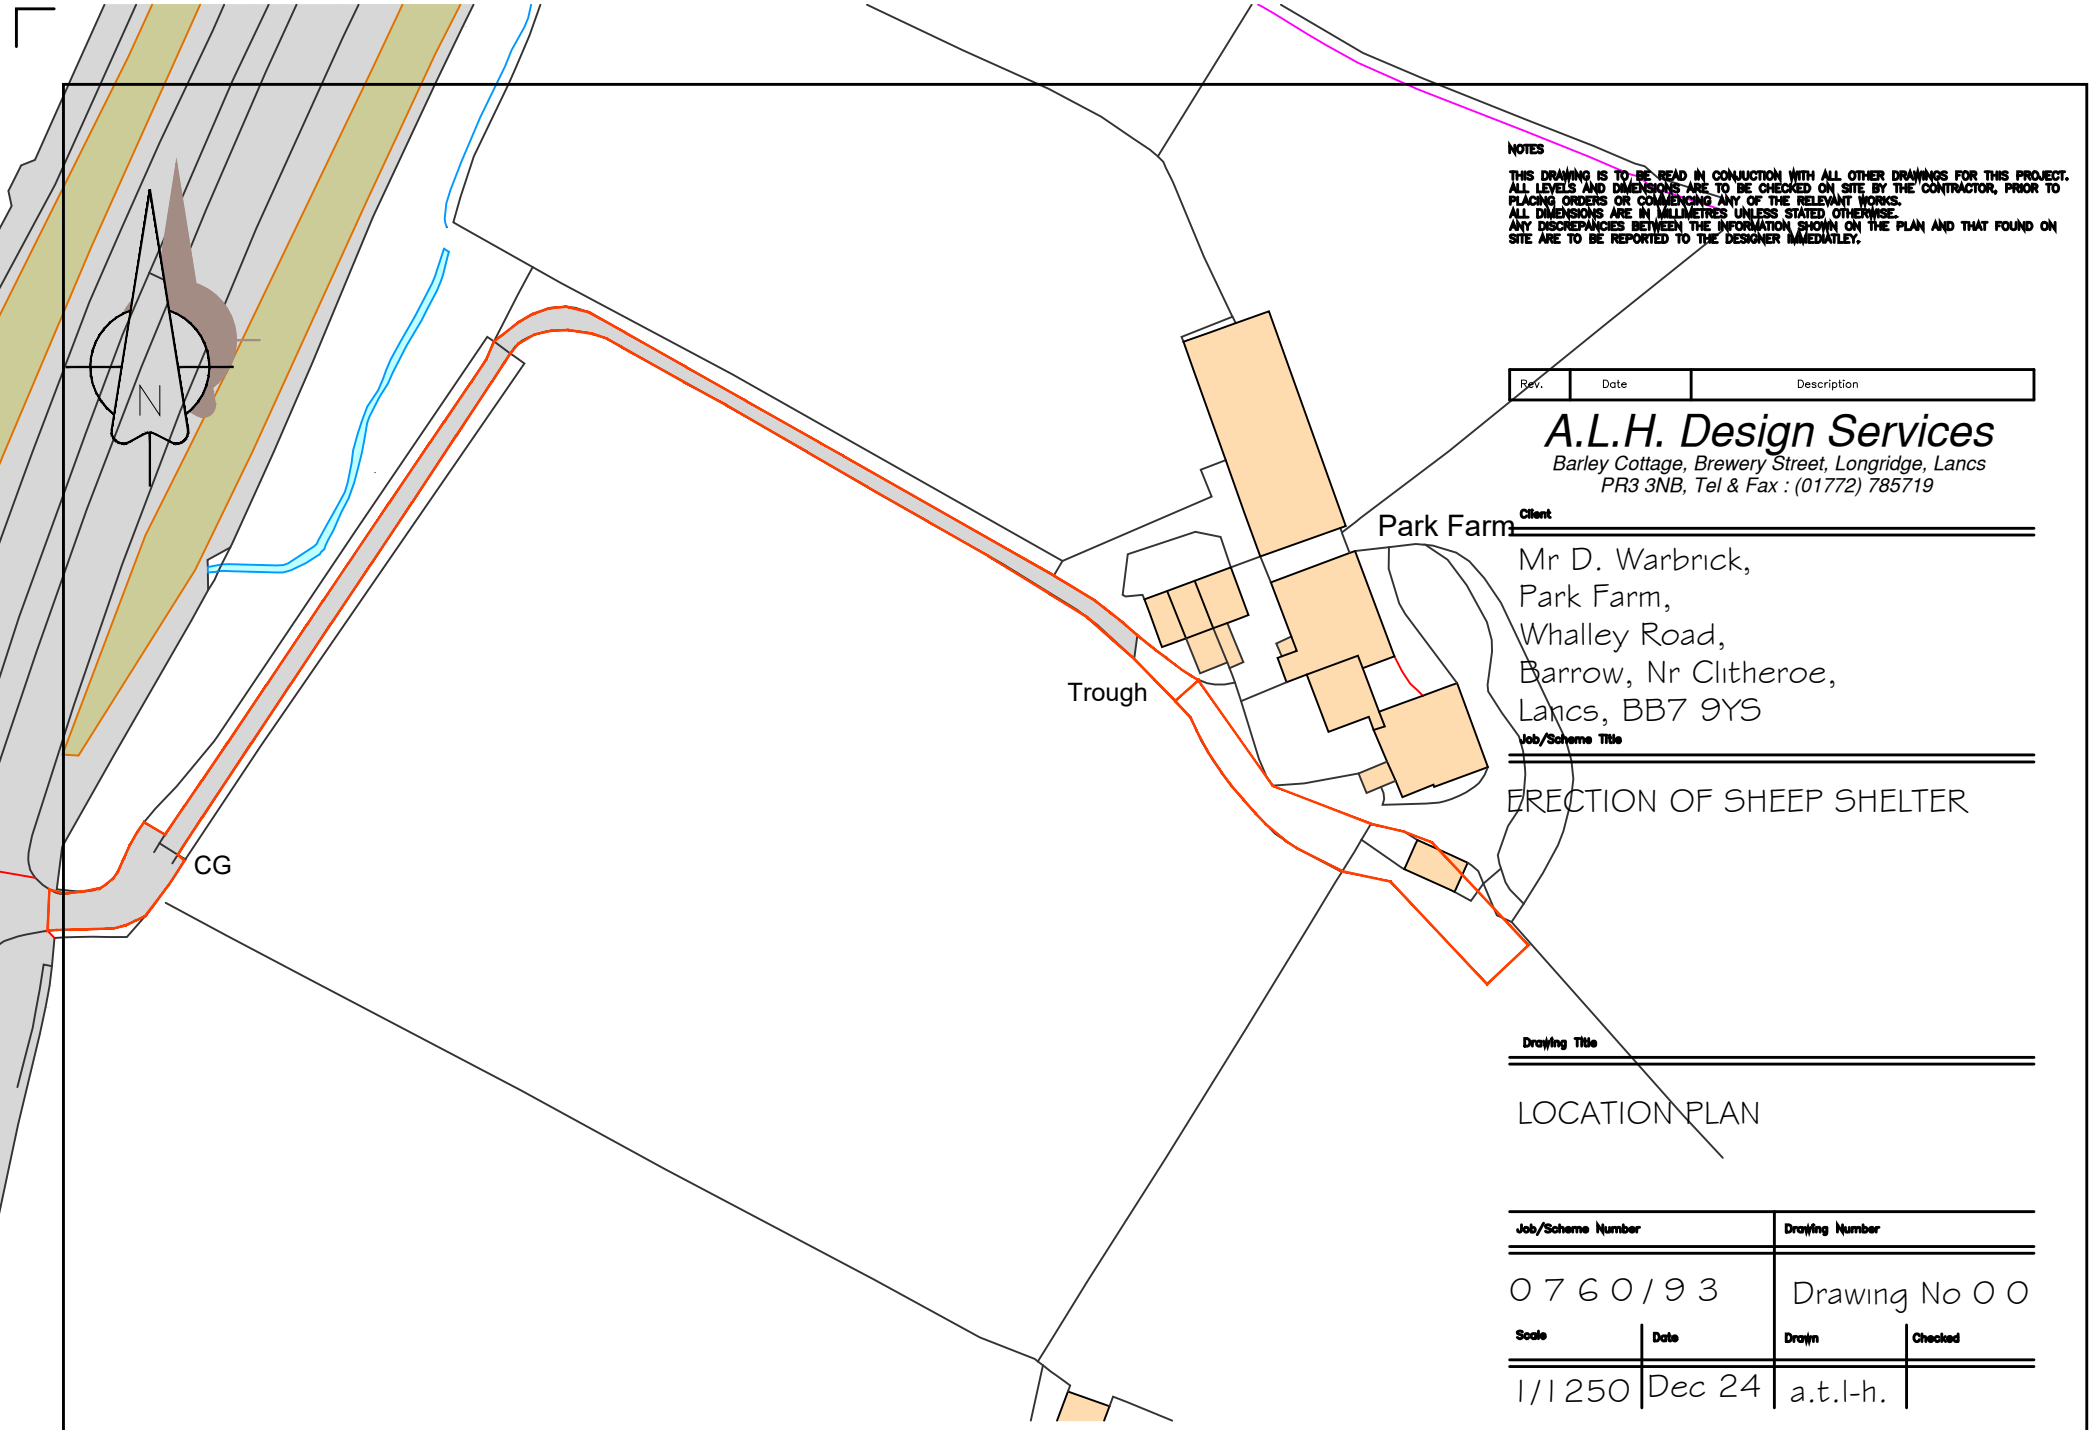 NOTES
THIS DRAWING IS TO BE READ IN CONJUCTION WITH ALL OTHER DRAWINGS FOR THIS PROJECT.
ALL LEVELS AND DIMENSIONS ARE TO BE CHECKED ON SITE BY THE CONTRACTOR, PRIOR TO
PLACING ORDERS OR COMMENCING ANY OF THE RELEVANT WORKS.
ALL DIMENSIONS ARE IN MILLIMETRES UNLESS STATED OTHERWISE.
ANY DISCREPANCIES BETWEEN THE INFORMATION SHOWN ON THE PLAN AND THAT FOUND ON
SITE ARE TO BE REPORTED TO THE DESIGNER IMMEDIATLEY.
N
Rev. Date Description
A.L.H. Design Services
Barley Cottage, Brewery Street, Longridge, Lancs
PR3 3NB, Tel & Fax : (01772) 785719
Park Farm
Client
Mr D. Warbrick,
Park Farm,
Whalley Road,
Barrow, Nr Clitheroe,
Lancs, BB7 9YS
Trough
Job/Scheme Title
ERECTION OF SHEEP SHELTER
CG
Drawing Title
LOCATION PLAN
Job/Scheme Number Drawing Number
0760/93 Drawing No 00
Scale Date Drawn Checked
1/1250 Dec 24 a.t.l-h.